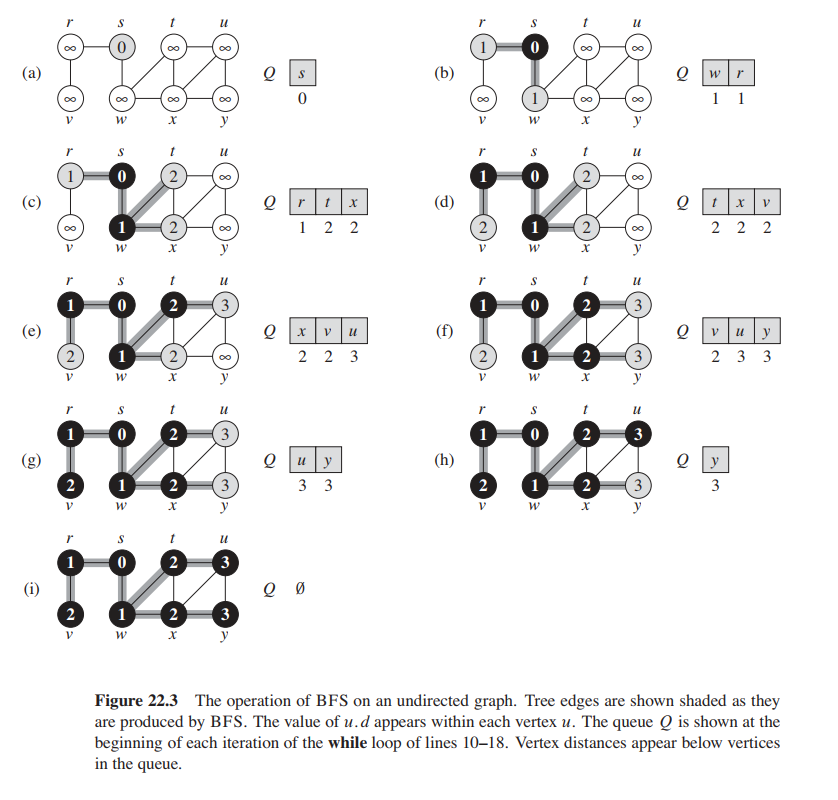 r s t u
∞ 0 ∞ ∞
(a) Q s
0
∞ ∞ ∞ ∞
v w x y
r s t u
1 0 ∞ ∞
(b) Q w r
1 1
∞ 1 ∞ ∞
v w x y
r s t u
1 0 2 ∞
(c) Q r t x
1 2 2
∞ 1 2 ∞
v w x y
r s t u
1 0 2 ∞
(d) Q t x v
2 2 2
2 1 2 ∞
v w x y
r s t u
1 0 2 3
(e) Q x v u
2 2 3
2 1 2 ∞
v w x y
r s t u
1 0 2 3
(f) Q v u y
2 3 3
2 1 2 3
v w x y
r s t u
1 0 2 3
(g) Q u y
3 3
2 1 2 3
v w x y
r s t u
1 0 2 3
(h) Q y
3
2 1 2 3
v w x y
r s t u
1 0 2 3
(i) Q ∅
2 1 2 3
v w x y
Figure 22.3 The operation of BFS on an undirected graph. Tree edges are shown shaded as they
are produced by BFS. The value of u.d appears within each vertex u. The queue Q is shown at the
beginning of each iteration of the while loop of lines 10–18. Vertex distances appear below vertices
in the queue.